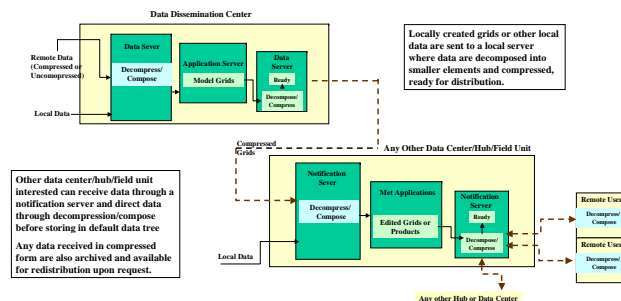 Data Dissemination Center
Data Sever
Remote Data
(Compressed or
Uncomopressed)
Decompress/
Compose
Local Data
Application Server
Model Grids
Data
Server
Ready
Decompose/
Compress
Locally created grids or other local
data are sent to a local server
where data are decomposed into
smaller elements and compressed,
ready for distribution.
Compressed
Grids
Any Other Data Center/Hub/Field Unit
Other data center/hub/field unit
interested can receive data through a
notification server and direct data
through decompression/compose
before storing in default data tree
Any data received in compressed
form are also archived and available
for redistribution upon request.
Notification
Sever
Decompress/
Compose
Local Data
Met Applications
Edited Grids or
Products
Notification
Server
Ready
Decompose/
Compress
Remote User
Decompress/
Compose
Remote User
Decompress/
Compose
Any other Hub or Data Center